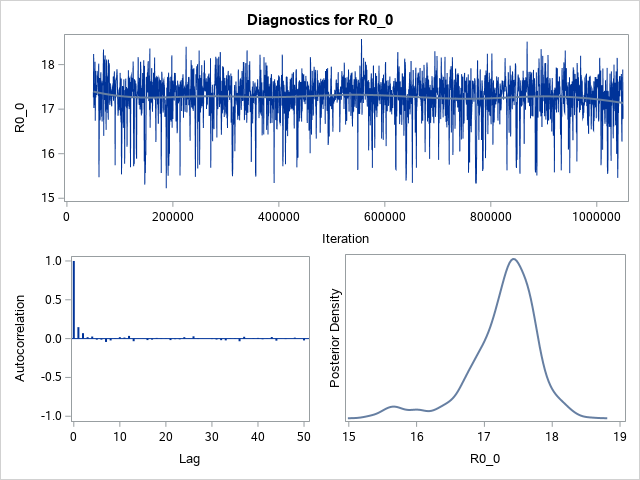 Diagnostics for R0_0
R0_0
18
17
16
15
0 200000 400000 600000 800000 1000000
Iteration
Autocorrelation
1.0
0.5
0.0
-0.5
-1.0
0 10 20 30 40 50
Lag
Posterior Density
15 16 17 18 19
R0_0